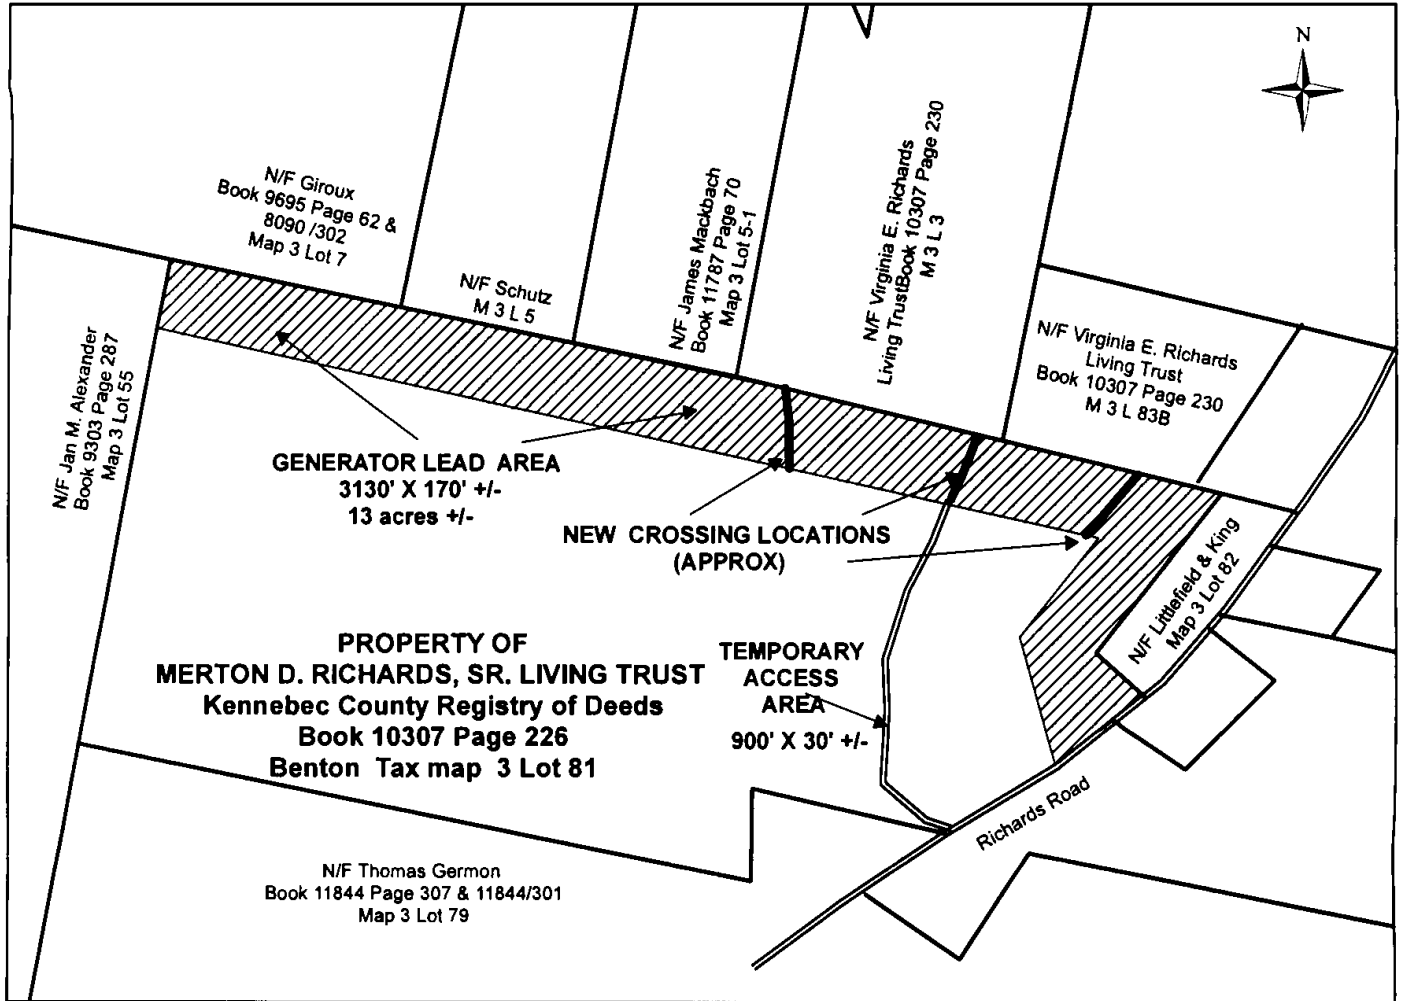 N
N/F Giroux
Book 9695 Page 62 &
8090 /302
Map 3 Lot 7
N/F Schutz
M 3 L 5
N/F James Mackbach
Book 11787 Page 70
Map 3 Lot 5-1
N/F Virginia E. Richards
Living TrustBook 10307 Page 230
M 3 L 3
N/F Virginia E. Richards
Living Trust
Book 10307 Page 230
M 3 L 83B
N/F Jan M. Alexander
Book 9303 Page 287
Map 3 Lot 55
GENERATOR LEAD AREA
3130' X 170' +/-
13 acres +/-
NEW CROSSING LOCATIONS
(APPROX)
N/F Littlefield & King
Map 3 Lot 82
PROPERTY OF
MERTON D. RICHARDS, SR. LIVING TRUST
Kennebec County Registry of Deeds
Book 10307 Page 226
Benton Tax map 3 Lot 81
TEMPORARY
ACCESS
AREA
900' X 30' +/-
Richards Road
N/F Thomas Germon
Book 11844 Page 307 & 11844/301
Map 3 Lot 79